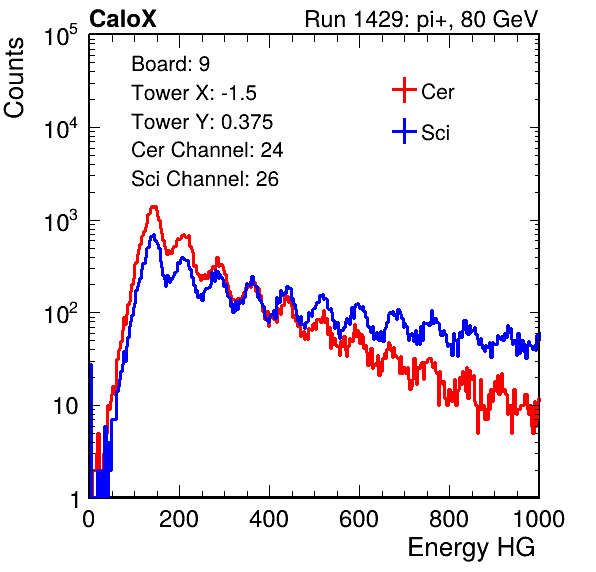 CaloX Run 1429: pi+, 80 GeV
Board: 9
Tower X: -1.5
Tower Y: 0.375
Cer Channel: 24
Sci Channel: 26
Cer
Sci
Counts
10^5
10^4
10^3
10^2
10
1
0 200 400 600 800 1000
Energy HG